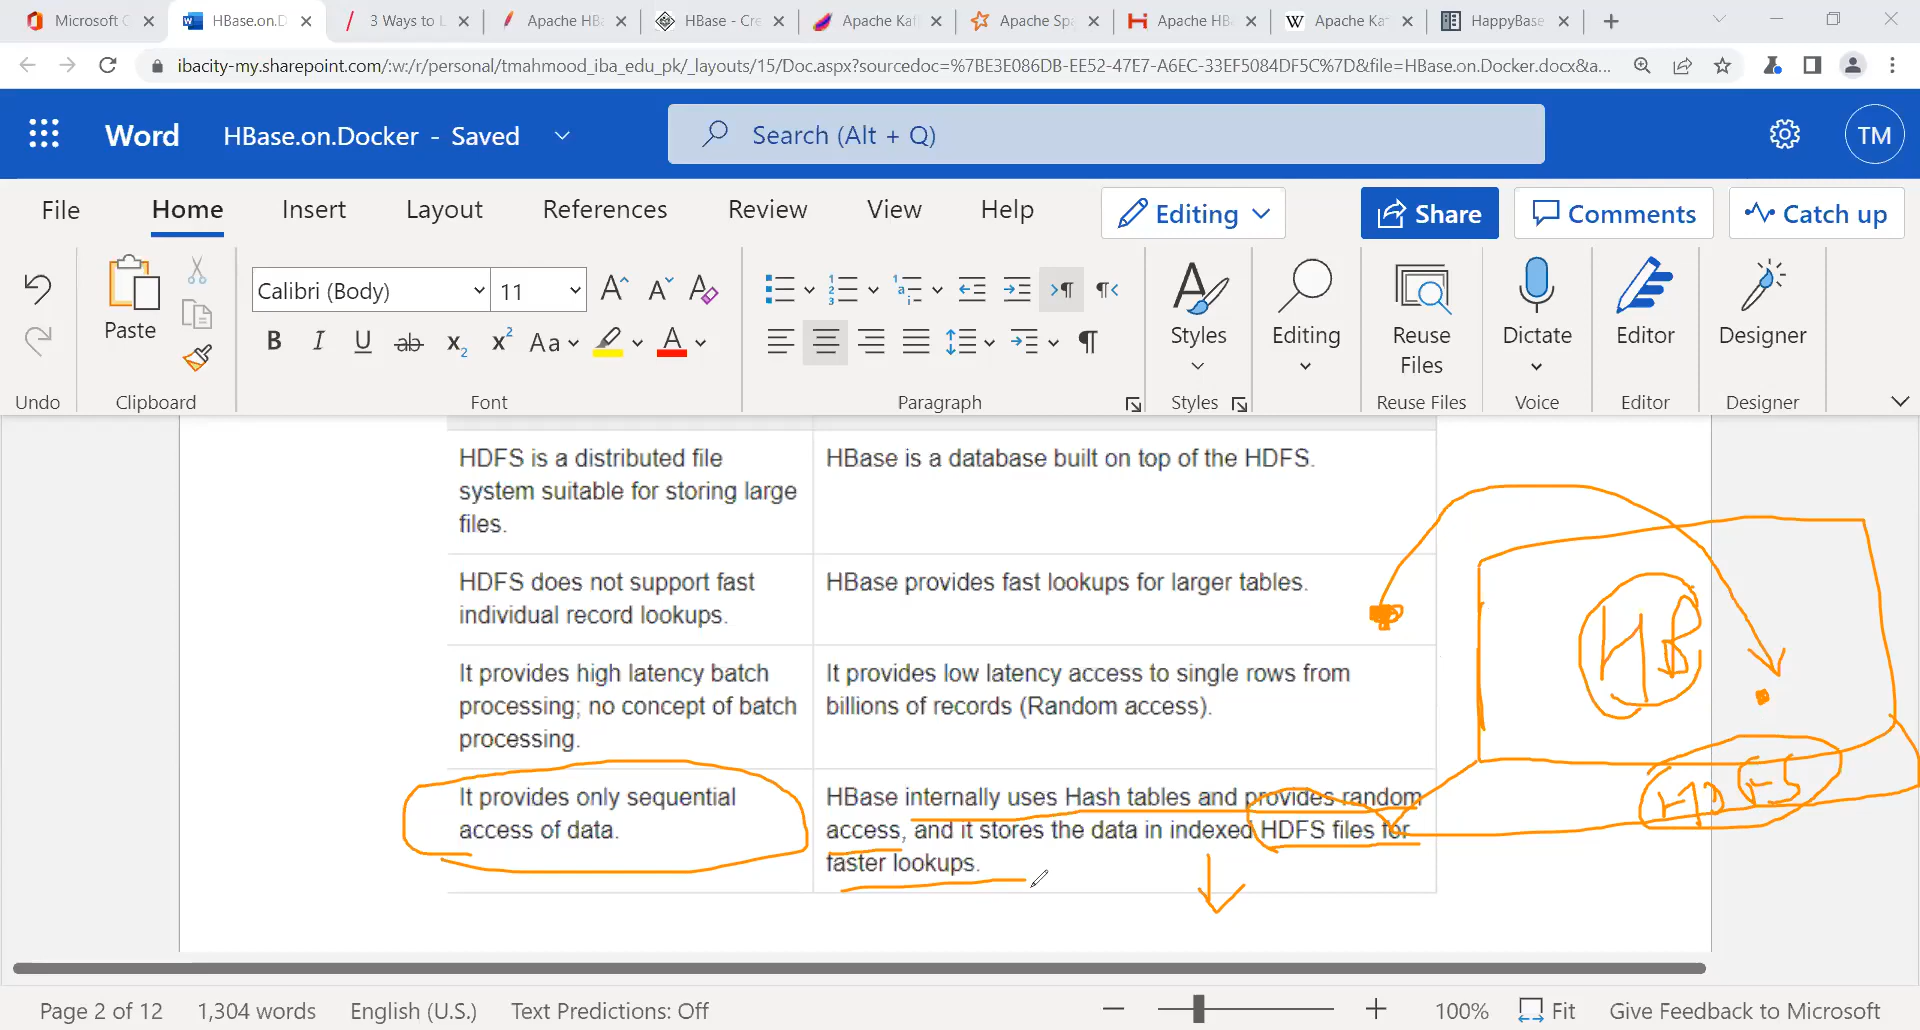 Microsoft O
HBase.on.D
3 Ways to L
Apache HBa
HBase - Cre
Apache Kaf
Apache Spa
Apache HBa
W Apache Kaf
HappyBase
ibacity-my.sharepoint.com/:w:/r/personal/tmahmood_iba_edu_pk/_layouts/15/Doc.aspx?sourcedoc=%7BE3E086DB-EE52-47E7-A6EC-33EF5084DF5C%7D&file=HBase.on.Docker.docx&a...
Word HBase.on.Docker - Saved
Search (Alt + Q)
TM
File Home Insert Layout References Review View Help
Editing
Share
Comments
Catch up
Paste
Calibri (Body) 11
Styles Editing Reuse Files Dictate Editor Designer
Undo Clipboard Font Paragraph Styles Reuse Files Voice Editor Designer
HDFS is a distributed file
system suitable for storing large
files.
HBase is a database built on top of the HDFS.
HDFS does not support fast
individual record lookups.
HBase provides fast lookups for larger tables.
It provides high latency batch
processing; no concept of batch
processing.
It provides low latency access to single rows from
billions of records (Random access).
It provides only sequential
access of data.
HBase internally uses Hash tables and provides random
access, and it stores the data in indexed HDFS files for
faster lookups.
HB
HDFS
Page 2 of 12 1,304 words English (U.S.) Text Predictions: Off
100% Fit Give Feedback to Microsoft